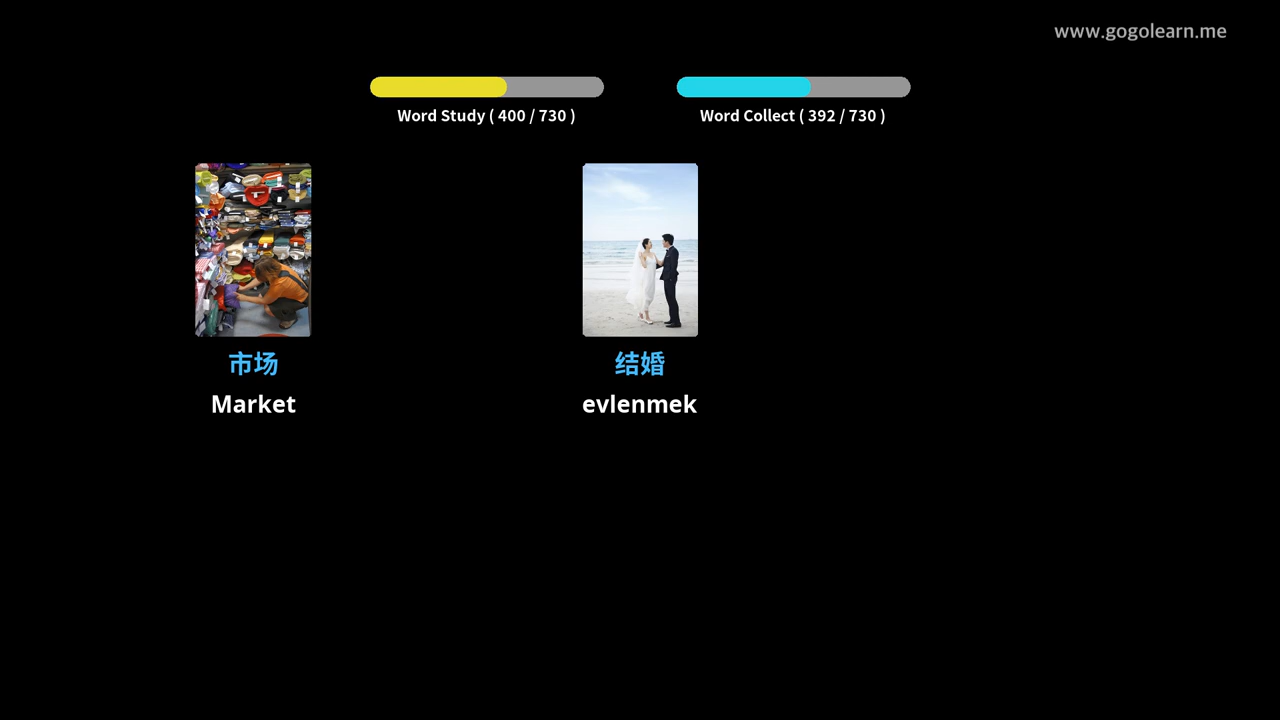 www.gogolearn.me
Word Study ( 400 / 730 )
Word Collect ( 392 / 730 )
市场
Market
结婚
evlenmek